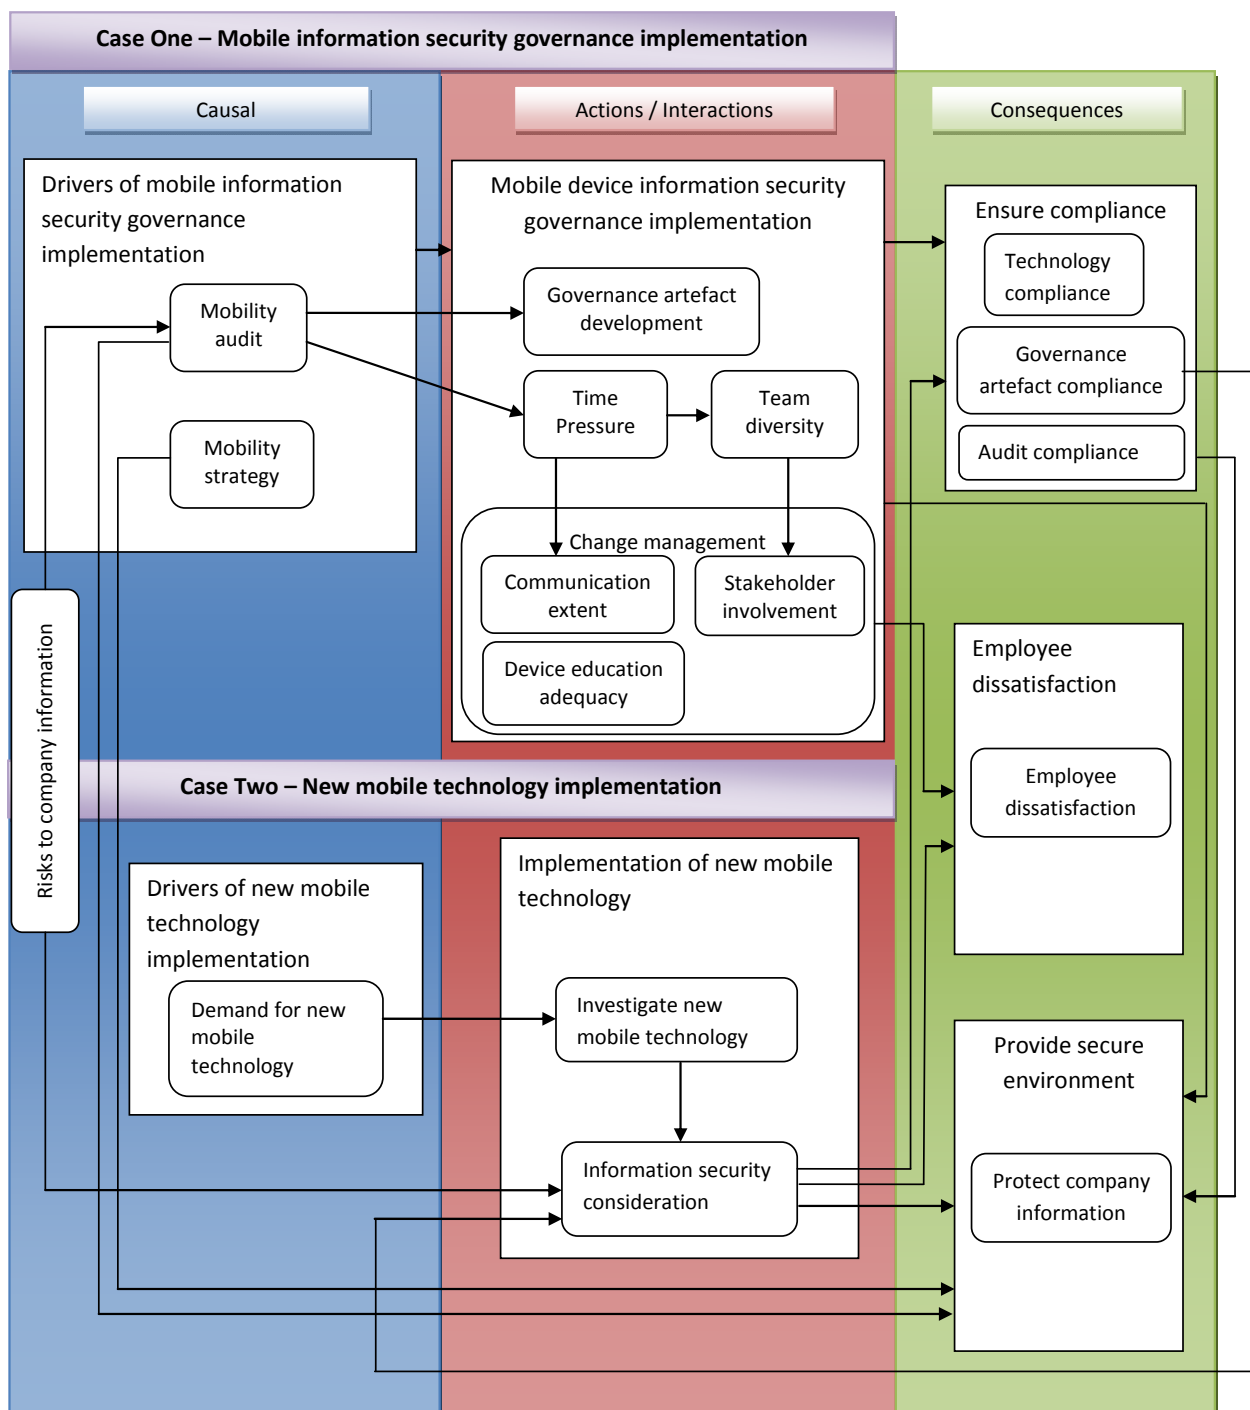 Case One – Mobile information security governance implementation
Causal
Actions / Interactions
Consequences
Drivers of mobile information
security governance
implementation
Mobility
audit
Mobility
strategy
Mobile device information security
governance implementation
Governance artefact
development
Time
Pressure
Team
diversity
Change management
Communication
extent
Stakeholder
involvement
Device education
adequacy
Ensure compliance
Technology
compliance
Governance
artefact compliance
Audit compliance
Employee
dissatisfaction
Employee
dissatisfaction
Risks to company information
Case Two – New mobile technology implementation
Drivers of new mobile
technology
implementation
Demand for new
mobile
technology
Implementation of new mobile
technology
Investigate new
mobile technology
Information security
consideration
Provide secure
environment
Protect company
information